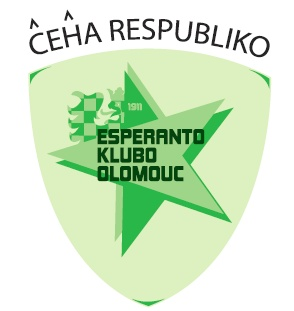 ĈEĤA RESPUBLIKO
1911
ESPERANTO
KLUBO
OLOMOUC